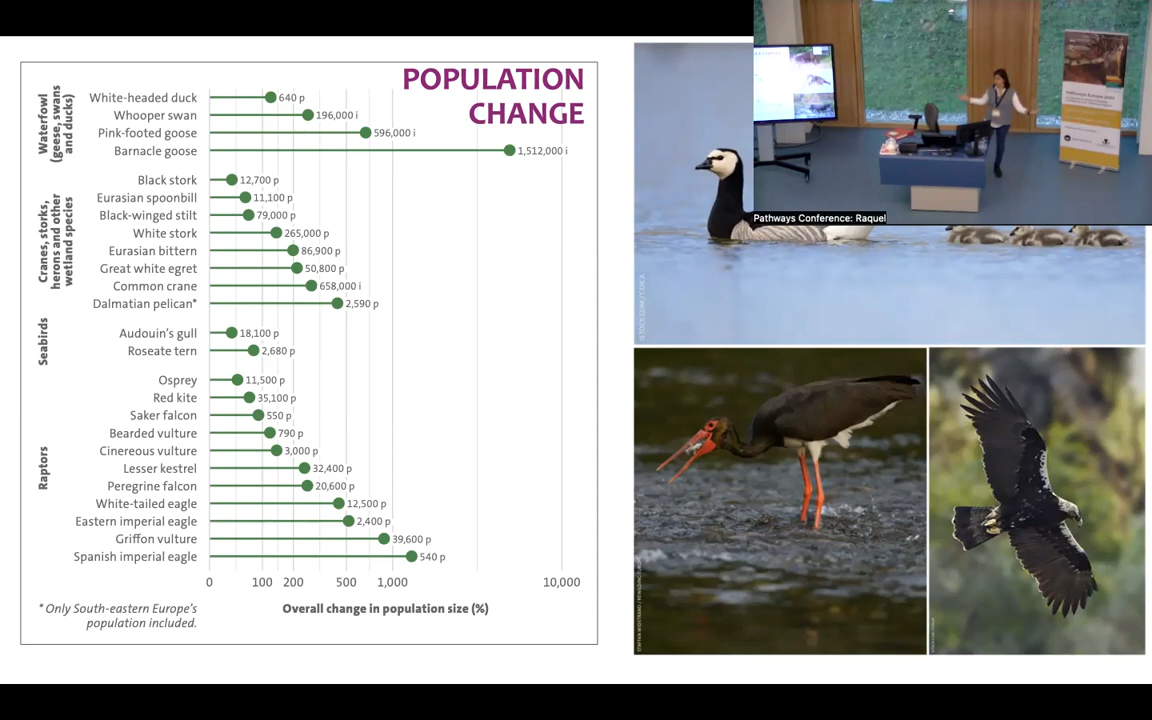 POPULATION
CHANGE
Waterfowl
(geese, swans
and ducks)
White-headed duck 640 p
Whooper swan 196,000 i
Pink-footed goose 596,000 i
Barnacle goose 1,512,000 i
Cranes, storks,
herons and other
wetland species
Black stork 12,700 p
Eurasian spoonbill 11,100 p
Black-winged stilt 79,000 p
White stork 265,000 p
Eurasian bittern 86,900 p
Great white egret 50,800 p
Common crane 658,000 i
Dalmatian pelican* 2,590 p
Seabirds
Audouin's gull 18,100 p
Roseate tern 2,680 p
Raptors
Osprey 11,500 p
Red kite 35,100 p
Saker falcon 550 p
Bearded vulture 790 p
Cinereous vulture 3,000 p
Lesser kestrel 32,400 p
Peregrine falcon 20,600 p
White-tailed eagle 12,500 p
Eastern imperial eagle 2,400 p
Griffon vulture 39,600 p
Spanish imperial eagle 540 p
0 100 200 500 1,000 10,000
Overall change in population size (%)
* Only South-eastern Europe's
population included.
Pathways Conference: Raquel